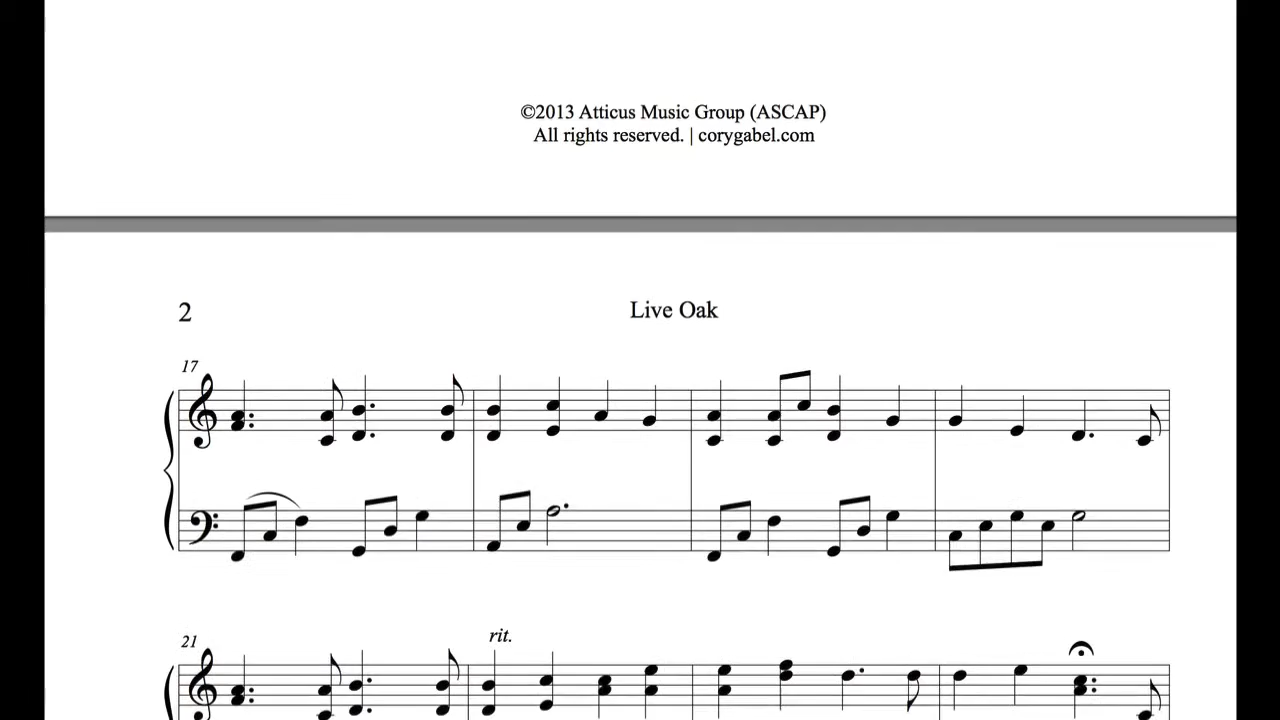 ©2013 Atticus Music Group (ASCAP)
All rights reserved. | corygabel.com
2
Live Oak
17
21
rit.